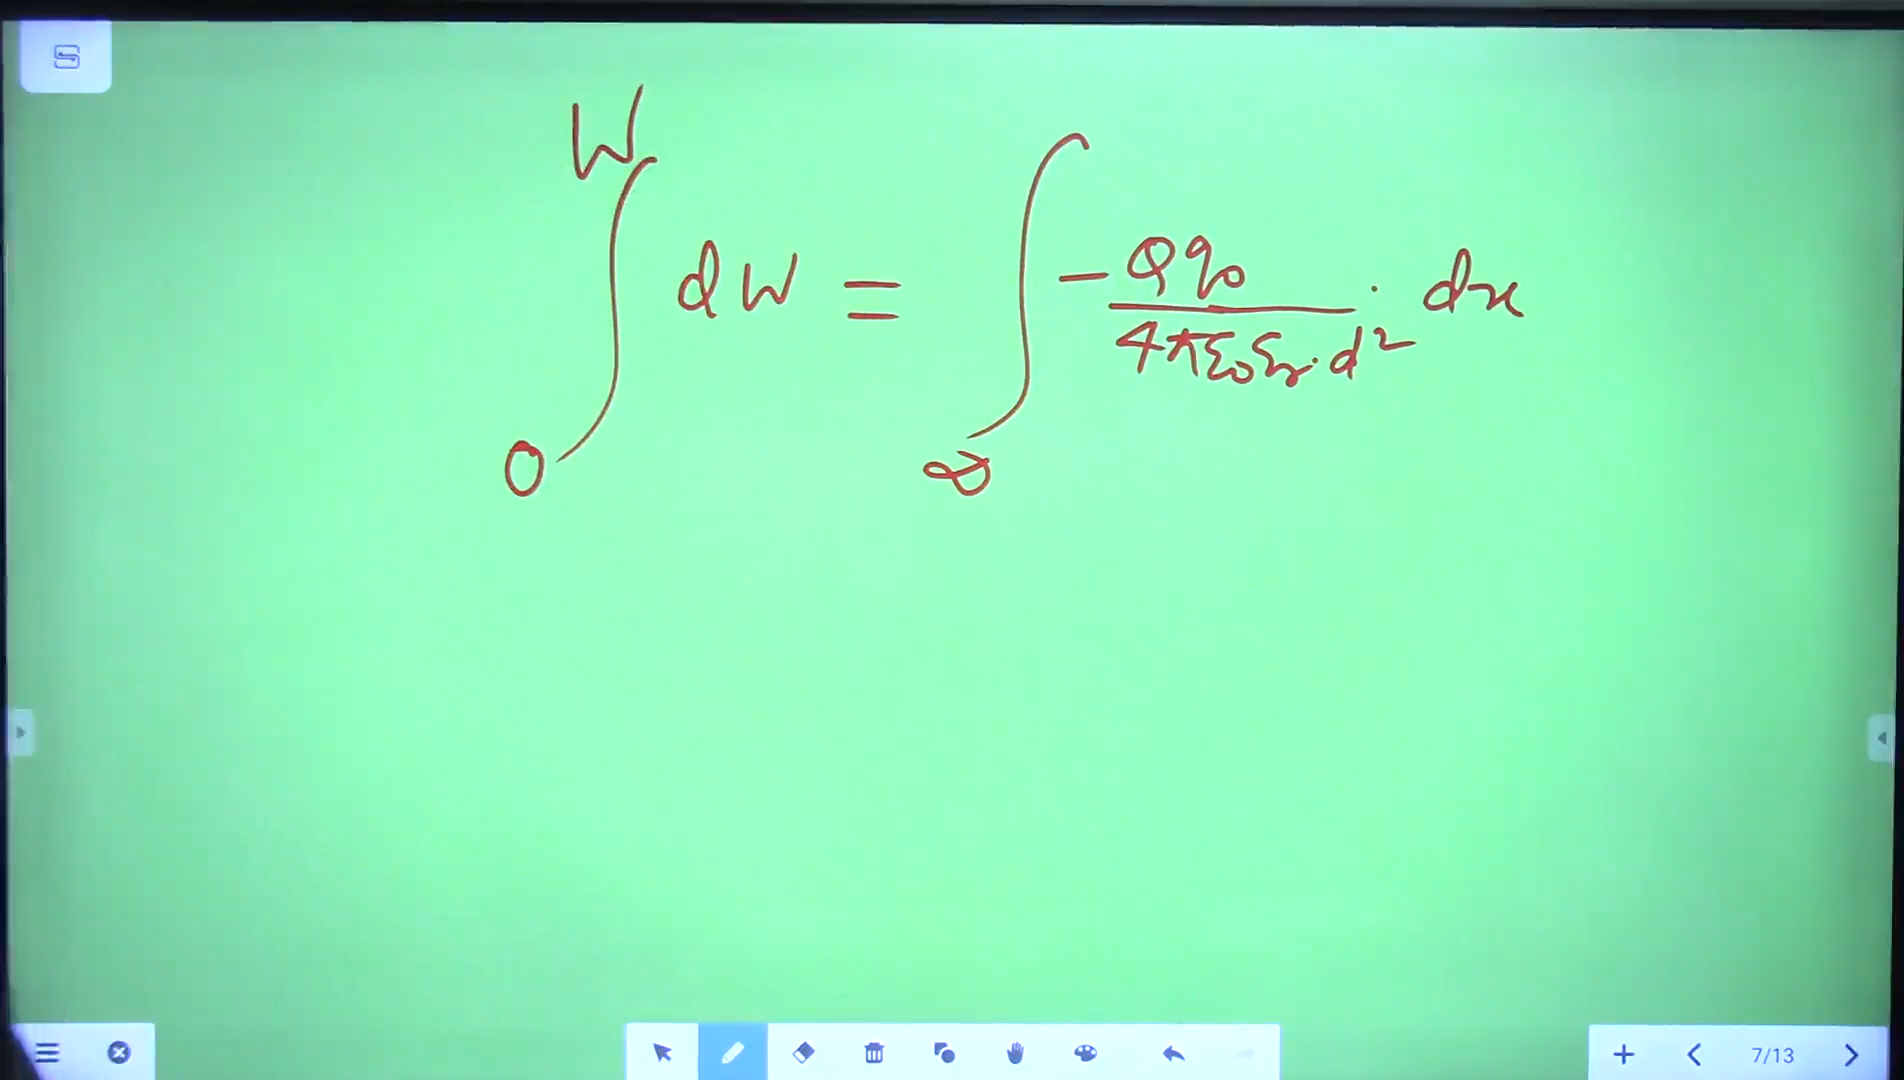 W
∫ dW = ∫ -Qq₀/4πε₀εᵣ.d² . dx
0 ∞
7/13